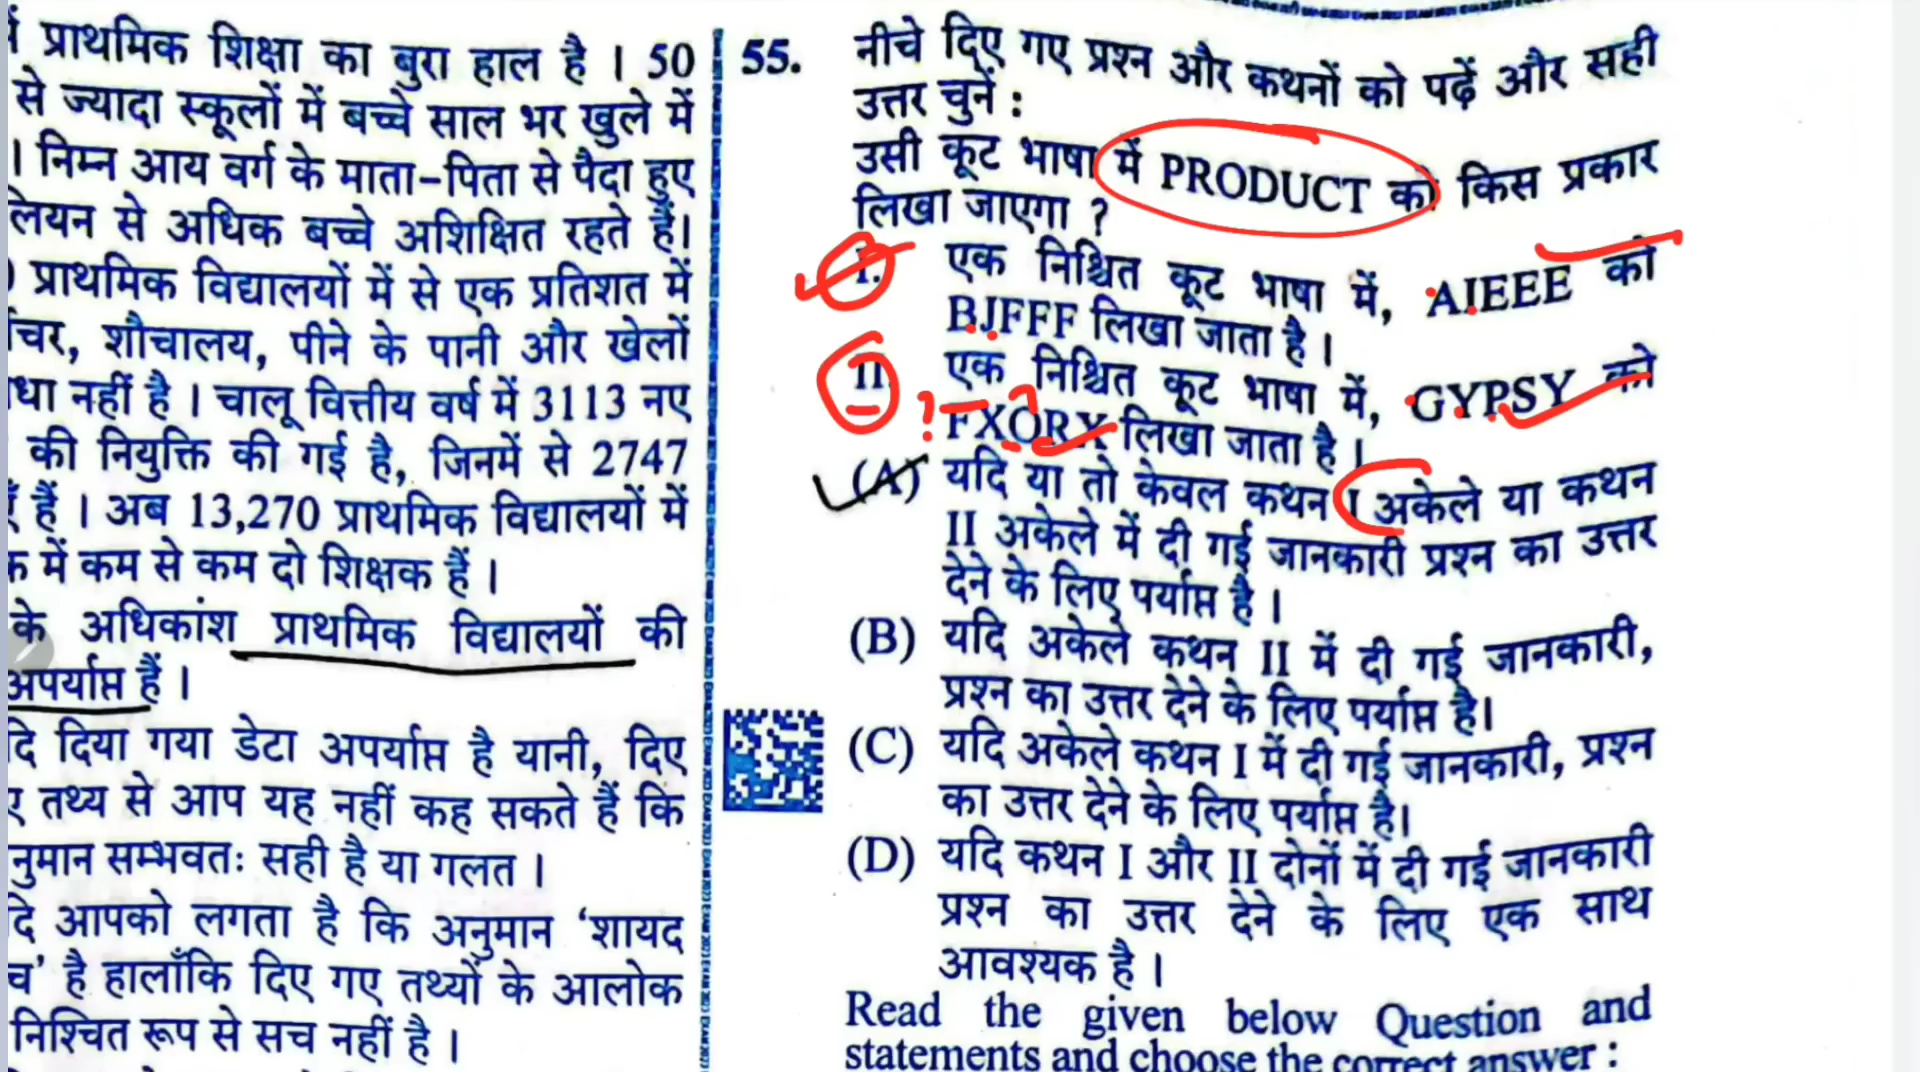 प्राथमिक शिक्षा का बुरा हाल है । 50
से ज्यादा स्कूलों में बच्चे साल भर खुले में
। निम्न आय वर्ग के माता-पिता से पैदा हुए
लियन से अधिक बच्चे अशिक्षित रहते हैं।
) प्राथमिक विद्यालयों में से एक प्रतिशत में
चर, शौचालय, पीने के पानी और खेलों
धा नहीं है । चालू वित्तीय वर्ष में 3113 नए
की नियुक्ति की गई है, जिनमें से 2747
हैं । अब 13,270 प्राथमिक विद्यालयों में
में कम से कम दो शिक्षक हैं ।
के अधिकांश प्राथमिक विद्यालयों की
अपर्याप्त हैं ।
दि दिया गया डेटा अपर्याप्त है यानी, दिए
ए तथ्य से आप यह नहीं कह सकते हैं कि
नुमान सम्भवतः सही है या गलत ।
दि आपको लगता है कि अनुमान ‘शायद
च’ है हालाँकि दिए गए तथ्यों के आलोक
निश्चित रूप से सच नहीं है ।
55. नीचे दिए गए प्रश्न और कथनों को पढ़ें और सही
उत्तर चुनें :
उसी कूट भाषा में PRODUCT को किस प्रकार
लिखा जाएगा ?
I. एक निश्चित कूट भाषा में, AIEEE को
BJFFF लिखा जाता है ।
II. एक निश्चित कूट भाषा में, GYPSY को
FXORX लिखा जाता है ।
(A) यदि या तो केवल कथन I अकेले या कथन
II अकेले में दी गई जानकारी प्रश्न का उत्तर
देने के लिए पर्याप्त है ।
(B) यदि अकेले कथन II में दी गई जानकारी,
प्रश्न का उत्तर देने के लिए पर्याप्त है।
(C) यदि अकेले कथन I में दी गई जानकारी, प्रश्न
का उत्तर देने के लिए पर्याप्त है।
(D) यदि कथन I और II दोनों में दी गई जानकारी
प्रश्न का उत्तर देने के लिए एक साथ
आवश्यक है ।
Read the given below Question and
statements and choose the correct answer :